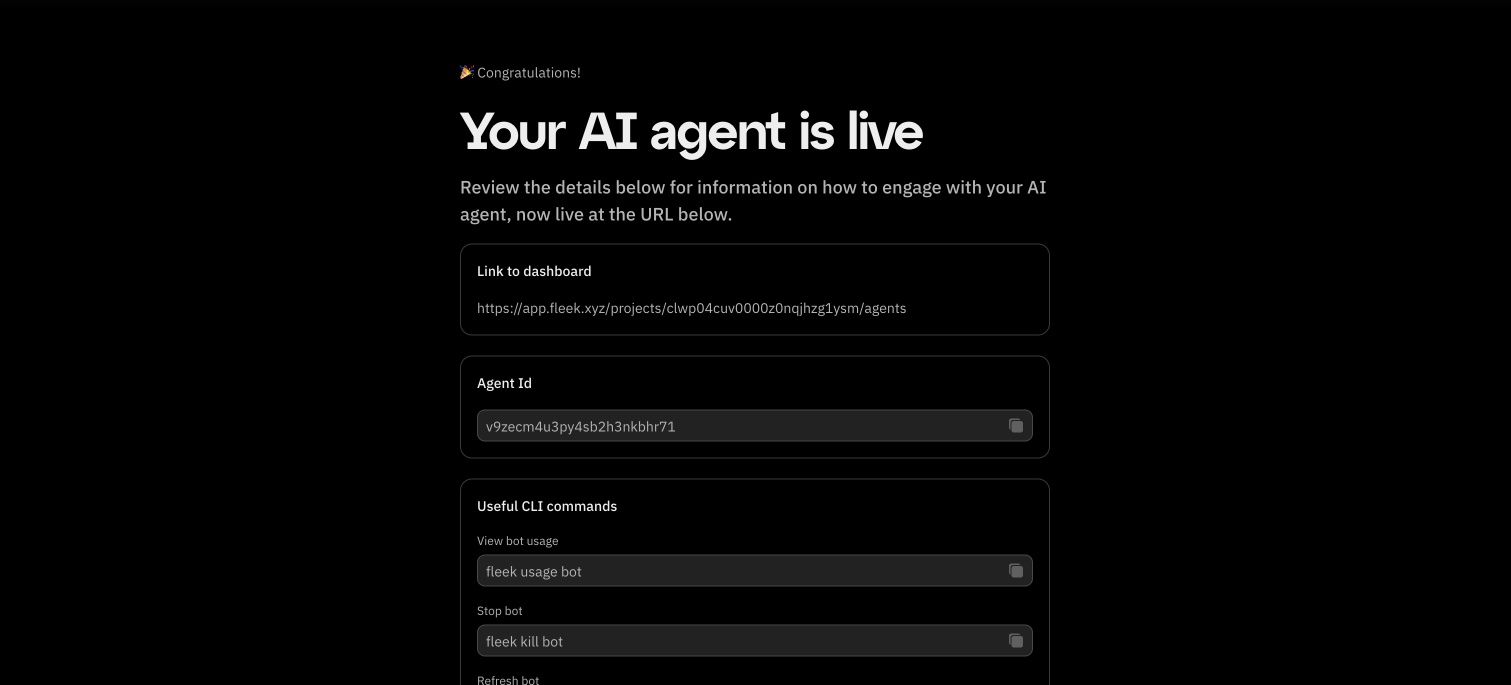 🎉 Congratulations!
Your AI agent is live
Review the details below for information on how to engage with your AI
agent, now live at the URL below.
Link to dashboard
https://app.fleek.xyz/projects/clwp04cuv0000z0nqjhzg1ysm/agents
Agent Id
v9zecm4u3py4sb2h3nkbhr71
Useful CLI commands
View bot usage
fleek usage bot
Stop bot
fleek kill bot
Refresh bot